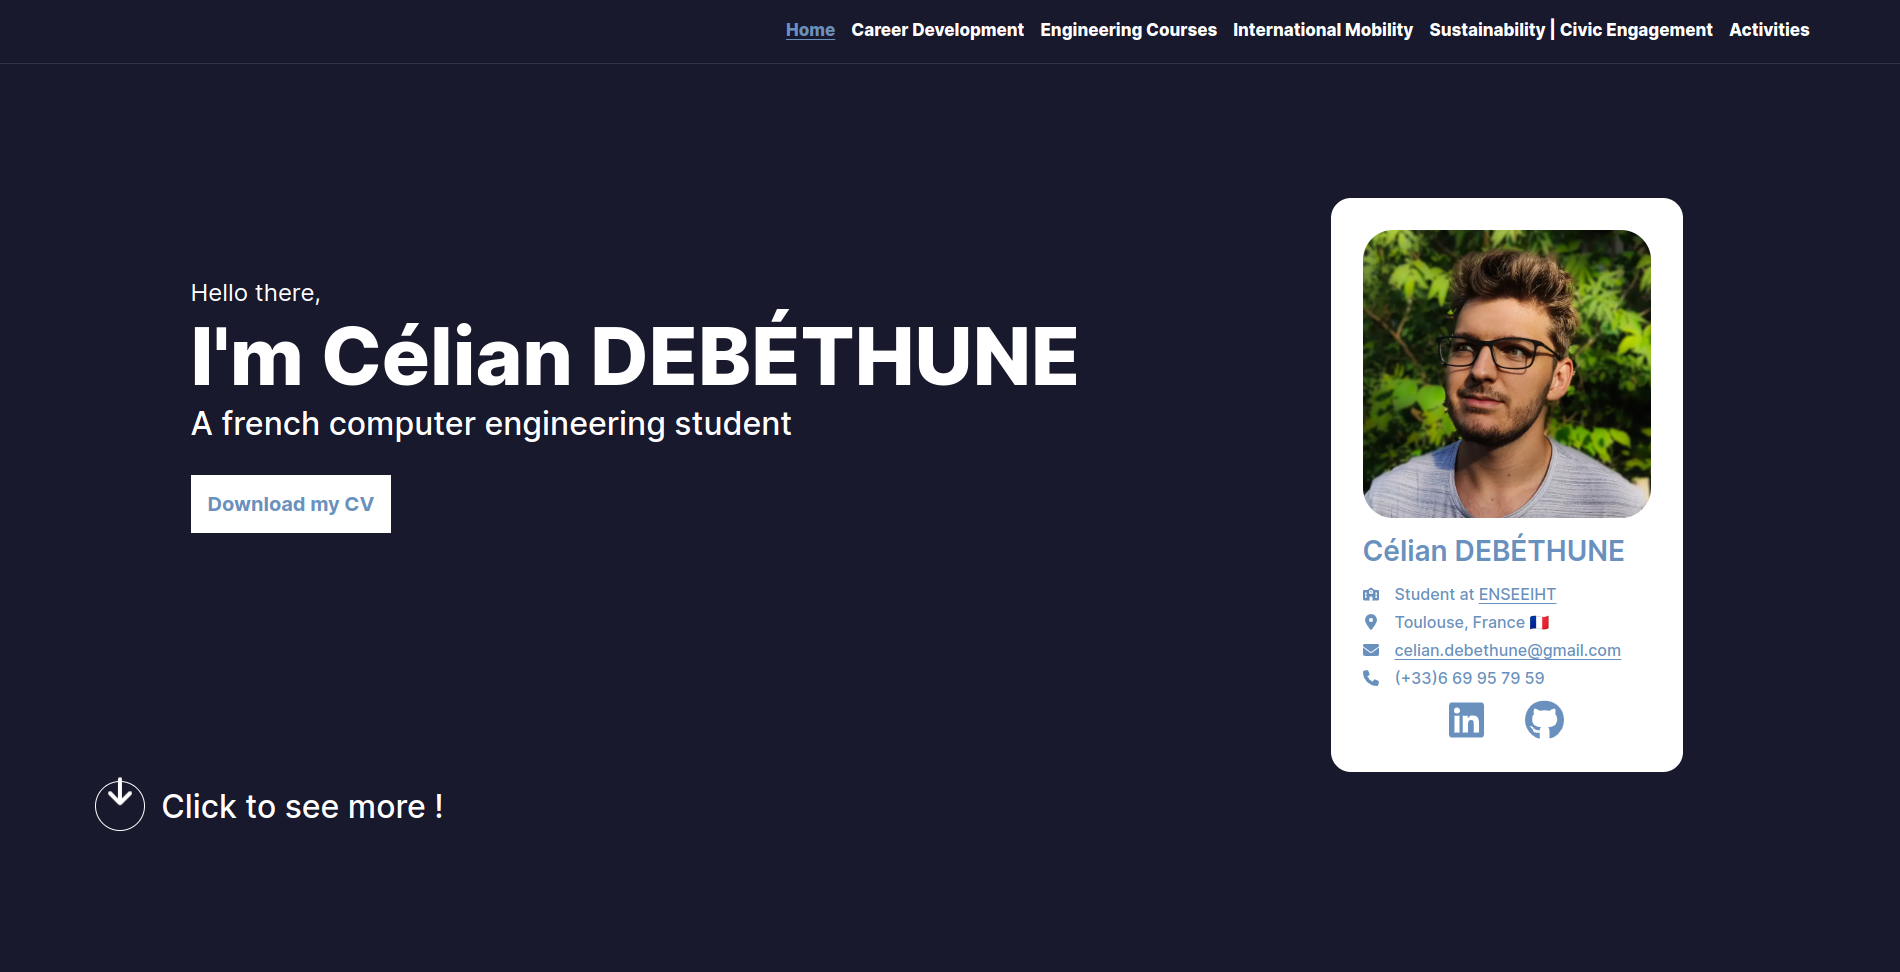 Home Career Development Engineering Courses International Mobility Sustainability | Civic Engagement Activities
Hello there,
I'm Célian DEBÉTHUNE
A french computer engineering student
Download my CV
Célian DEBÉTHUNE
Student at ENSEEIHT
Toulouse, France 🇫🇷
celian.debethune@gmail.com
(+33)6 69 95 79 59
in
Click to see more !